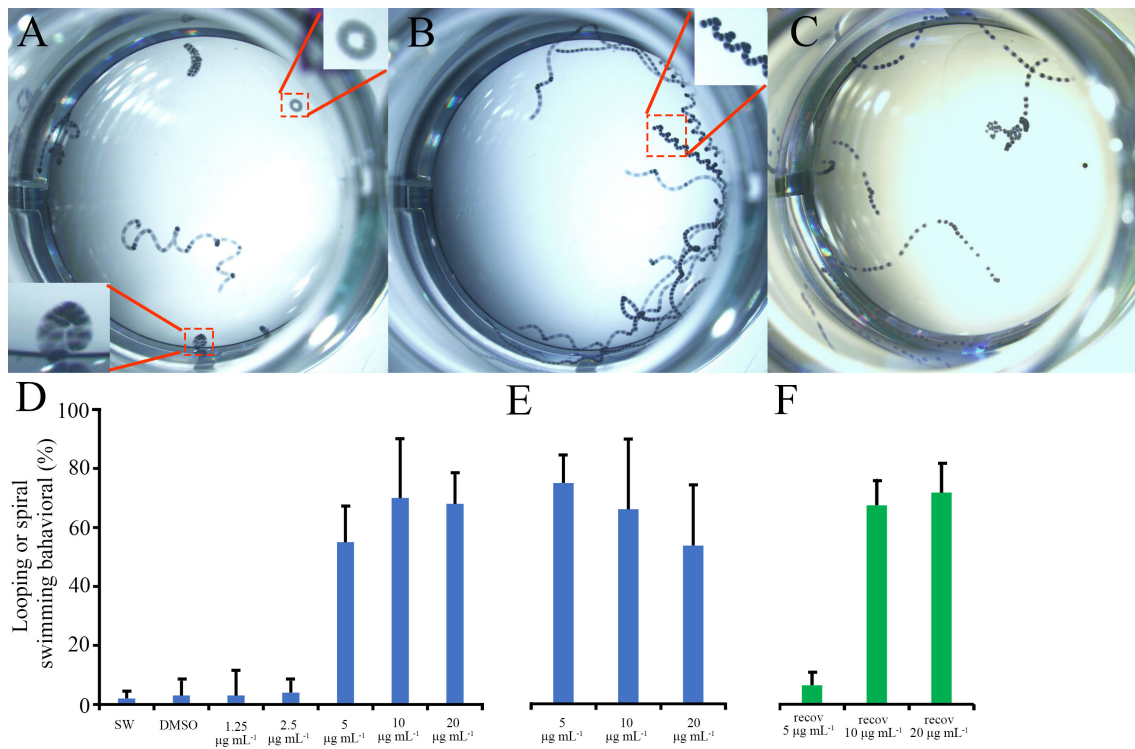 A
B
C
D
E
F
Looping or spiral
swimming bahavioral (%)
100
80
60
40
20
0
SW
DMSO
1.25
µg mL⁻¹
2.5
µg mL⁻¹
5
µg mL⁻¹
10
µg mL⁻¹
20
µg mL⁻¹
5
µg mL⁻¹
10
µg mL⁻¹
20
µg mL⁻¹
recov
5 µg mL⁻¹
recov
10 µg mL⁻¹
recov
20 µg mL⁻¹